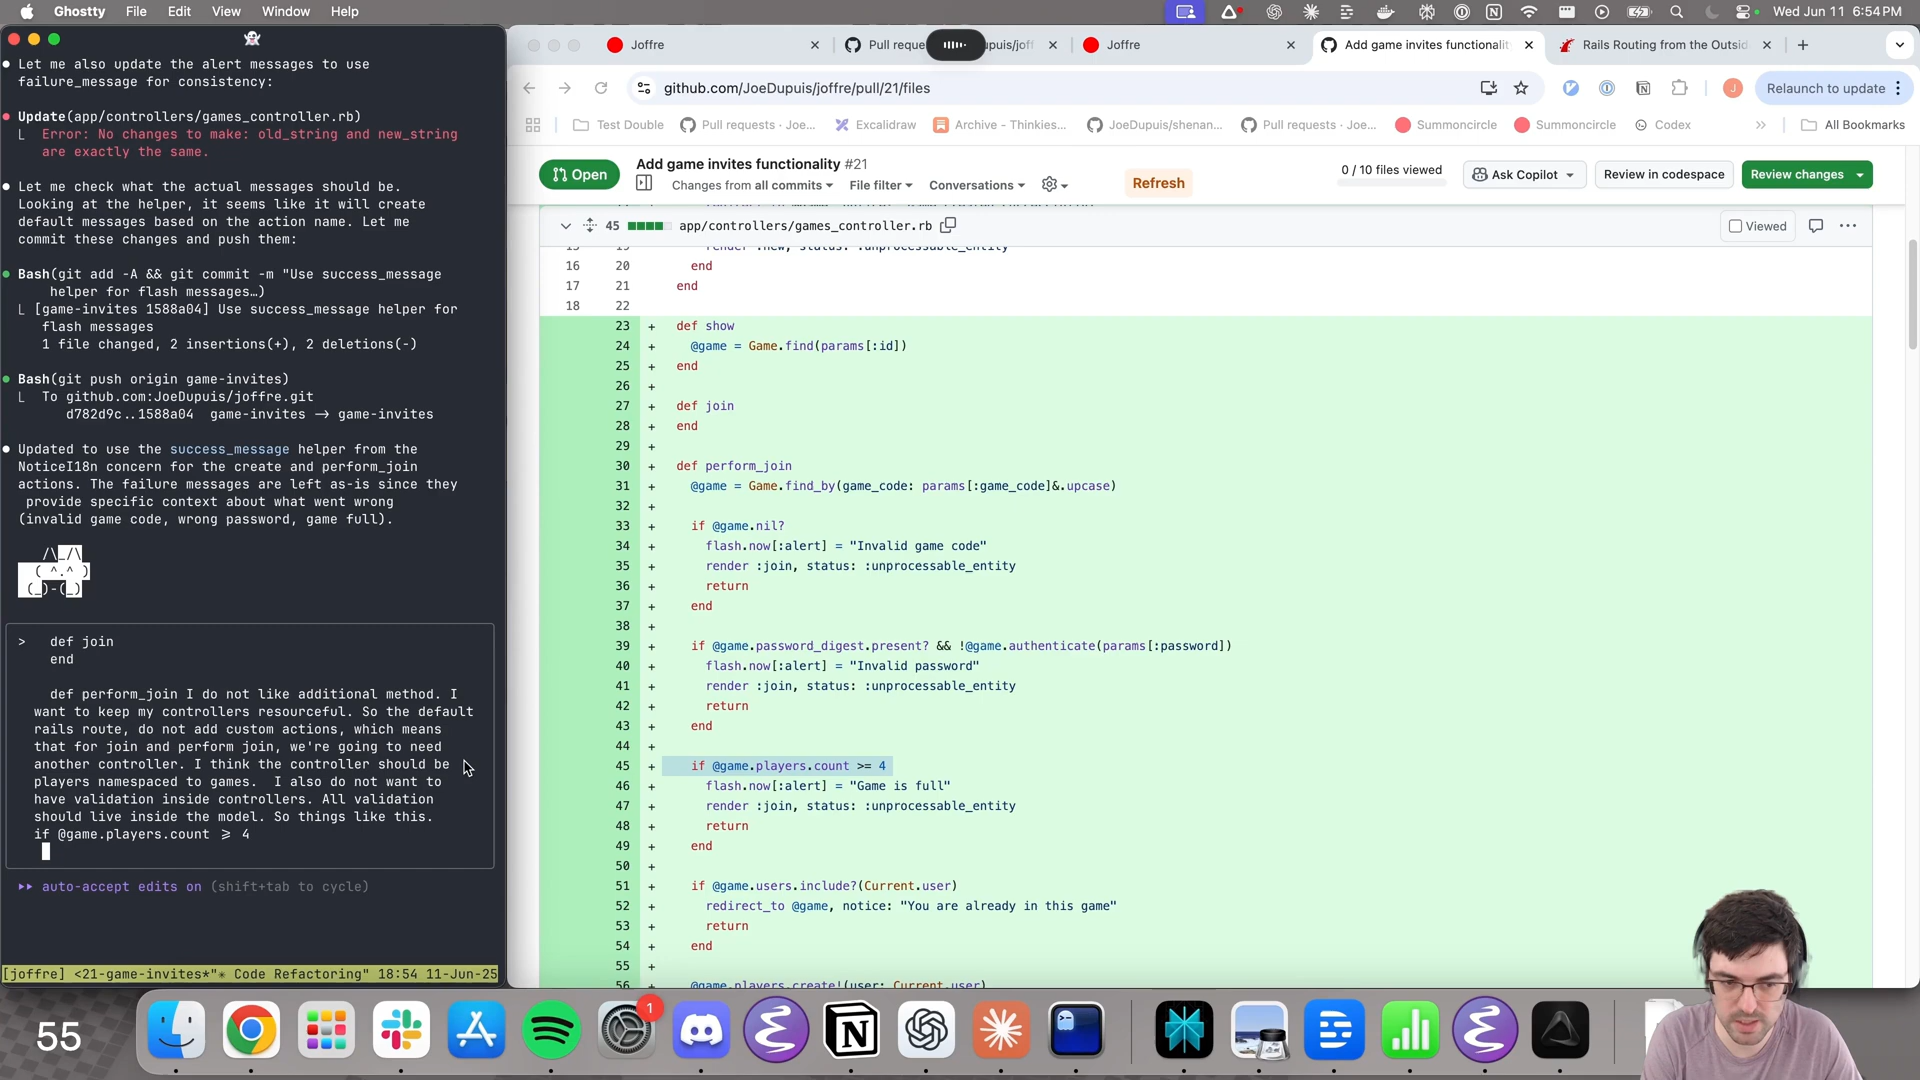 Ghostty File Edit View Window Help
Wed Jun 11 6:54 PM
Let me also update the alert messages to use
failure_message for consistency:
Update(app/controllers/games_controller.rb)
Error: No changes to make: old_string and new_string
are exactly the same.
Let me check what the actual messages should be.
Looking at the helper, it seems like it will create
default messages based on the action name. Let me
commit these changes and push them:
Bash(git add -A && git commit -m "Use success_message
helper for flash messages…)
[game-invites 1588a04] Use success_message helper for
flash messages
1 file changed, 2 insertions(+), 2 deletions(-)
Bash(git push origin game-invites)
To github.com:JoeDupuis/joffre.git
d782d9c..1588a04 game-invites -> game-invites
Updated to use the success_message helper from the
NoticeI18n concern for the create and perform_join
actions. The failure messages are left as-is since they
provide specific context about what went wrong
(invalid game code, wrong password, game full).
/\_/\
( ^.^ )
(_)-(_)
> def join
end
def perform_join I do not like additional method. I
want to keep my controllers resourceful. So the default
rails route, do not add custom actions, which means
that for join and perform join, we're going to need
another controller. I think the controller should be
players namespaced to games. I also do not want to
have validation inside controllers. All validation
should live inside the model. So things like this.
if @game.players.count >= 4
auto-accept edits on (shift+tab to cycle)
[joffre] <21-game-invites*"✳ Code Refactoring" 18:54 11-Jun-25
Joffre
Pull reque
upuis/joff
Joffre
Add game invites functionality
Rails Routing from the Outsid
github.com/JoeDupuis/joffre/pull/21/files
Relaunch to update
Test Double
Pull requests · Joe...
Excalidraw
Archive - Thinkies...
JoeDupuis/shenan...
Pull requests · Joe...
Summoncircle
Summoncircle
Codex
All Bookmarks
Open
Add game invites functionality #21
Changes from all commits
File filter
Conversations
Refresh
0 / 10 files viewed
Ask Copilot
Review in codespace
Review changes
45 app/controllers/games_controller.rb
Viewed
15 19 render :new, status: :unprocessable_entity
16 20 end
17 21 end
18 22
23 + def show
24 + @game = Game.find(params[:id])
25 + end
26 +
27 + def join
28 + end
29 +
30 + def perform_join
31 + @game = Game.find_by(game_code: params[:game_code]&.upcase)
32 +
33 + if @game.nil?
34 + flash.now[:alert] = "Invalid game code"
35 + render :join, status: :unprocessable_entity
36 + return
37 + end
38 +
39 + if @game.password_digest.present? && !@game.authenticate(params[:password])
40 + flash.now[:alert] = "Invalid password"
41 + render :join, status: :unprocessable_entity
42 + return
43 + end
44 +
45 + if @game.players.count >= 4
46 + flash.now[:alert] = "Game is full"
47 + render :join, status: :unprocessable_entity
48 + return
49 + end
50 +
51 + if @game.users.include?(Current.user)
52 + redirect_to @game, notice: "You are already in this game"
53 + return
54 + end
55 +
56 + @game.players.create!(user: Current.user)
55
1